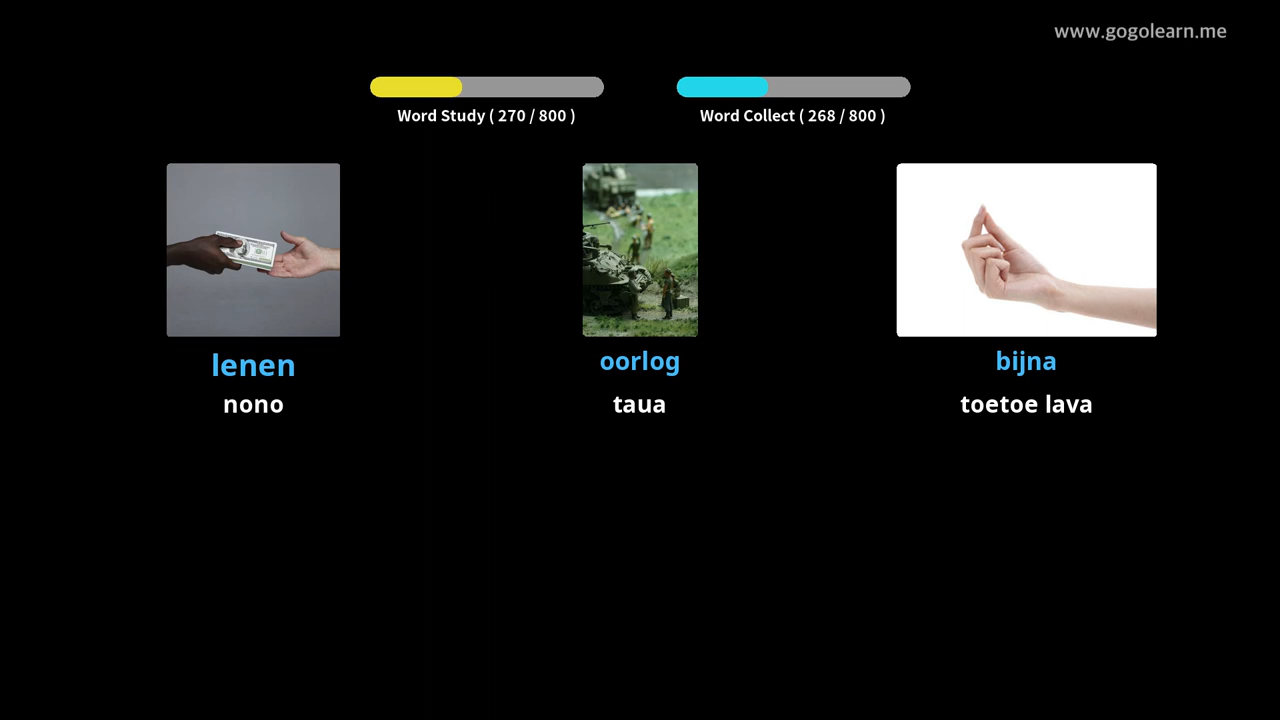 www.gogolearn.me
Word Study ( 270 / 800 )
Word Collect ( 268 / 800 )
lenen
nono
oorlog
taua
bijna
toetoe lava